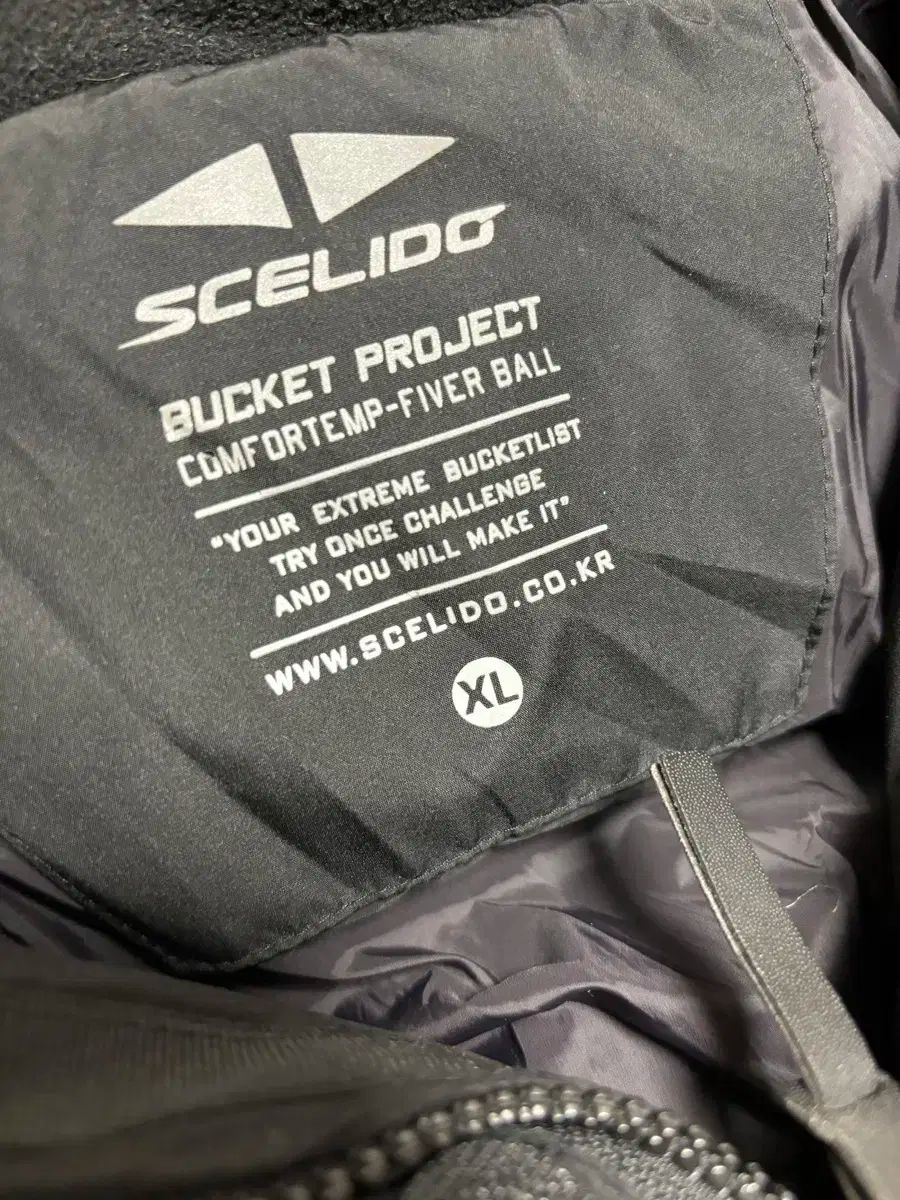 SCELIDO
BUCKET PROJECT
COMFORTEMP-FIVER BALL
"YOUR EXTREME BUCKETLIST
TRY ONCE CHALLENGE
AND YOU WILL MAKE IT"
WWW.SCELIDO.CO.KR
XL